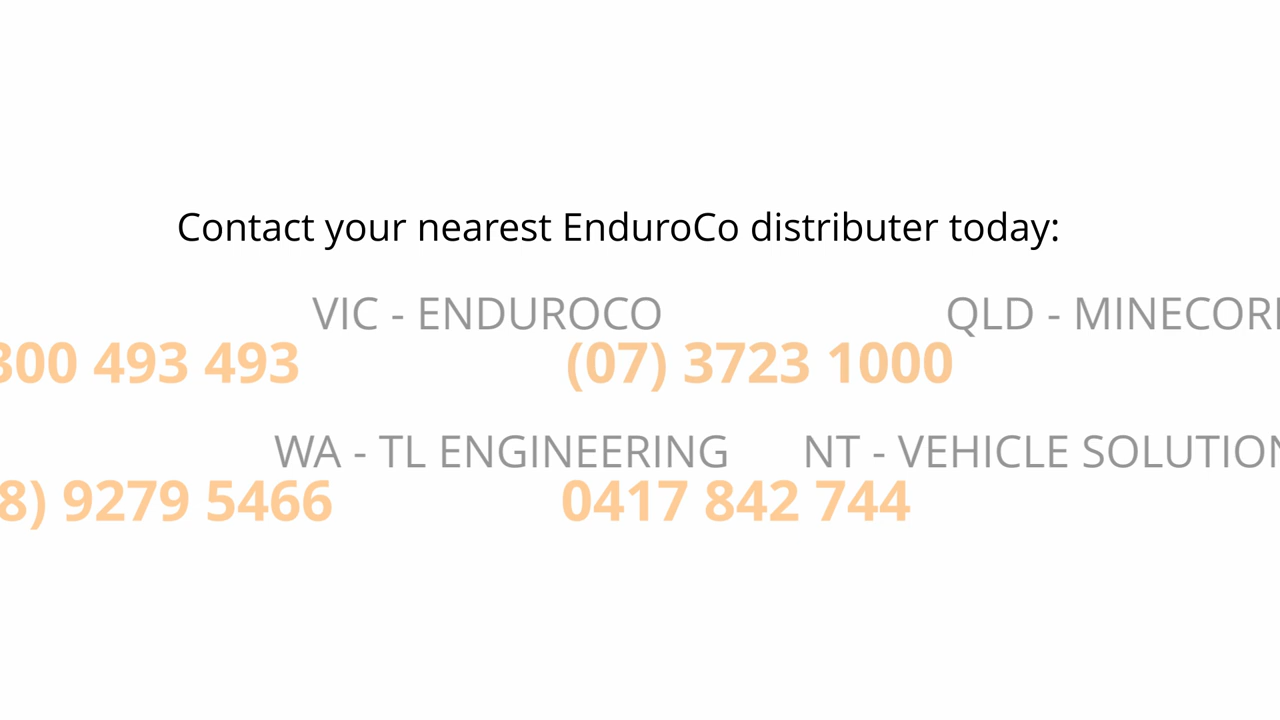 Contact your nearest EnduroCo distributer today:
VIC - ENDUROCO QLD - MINECOR
800 493 493 (07) 3723 1000
WA - TL ENGINEERING NT - VEHICLE SOLUTION
8) 9279 5466 0417 842 744